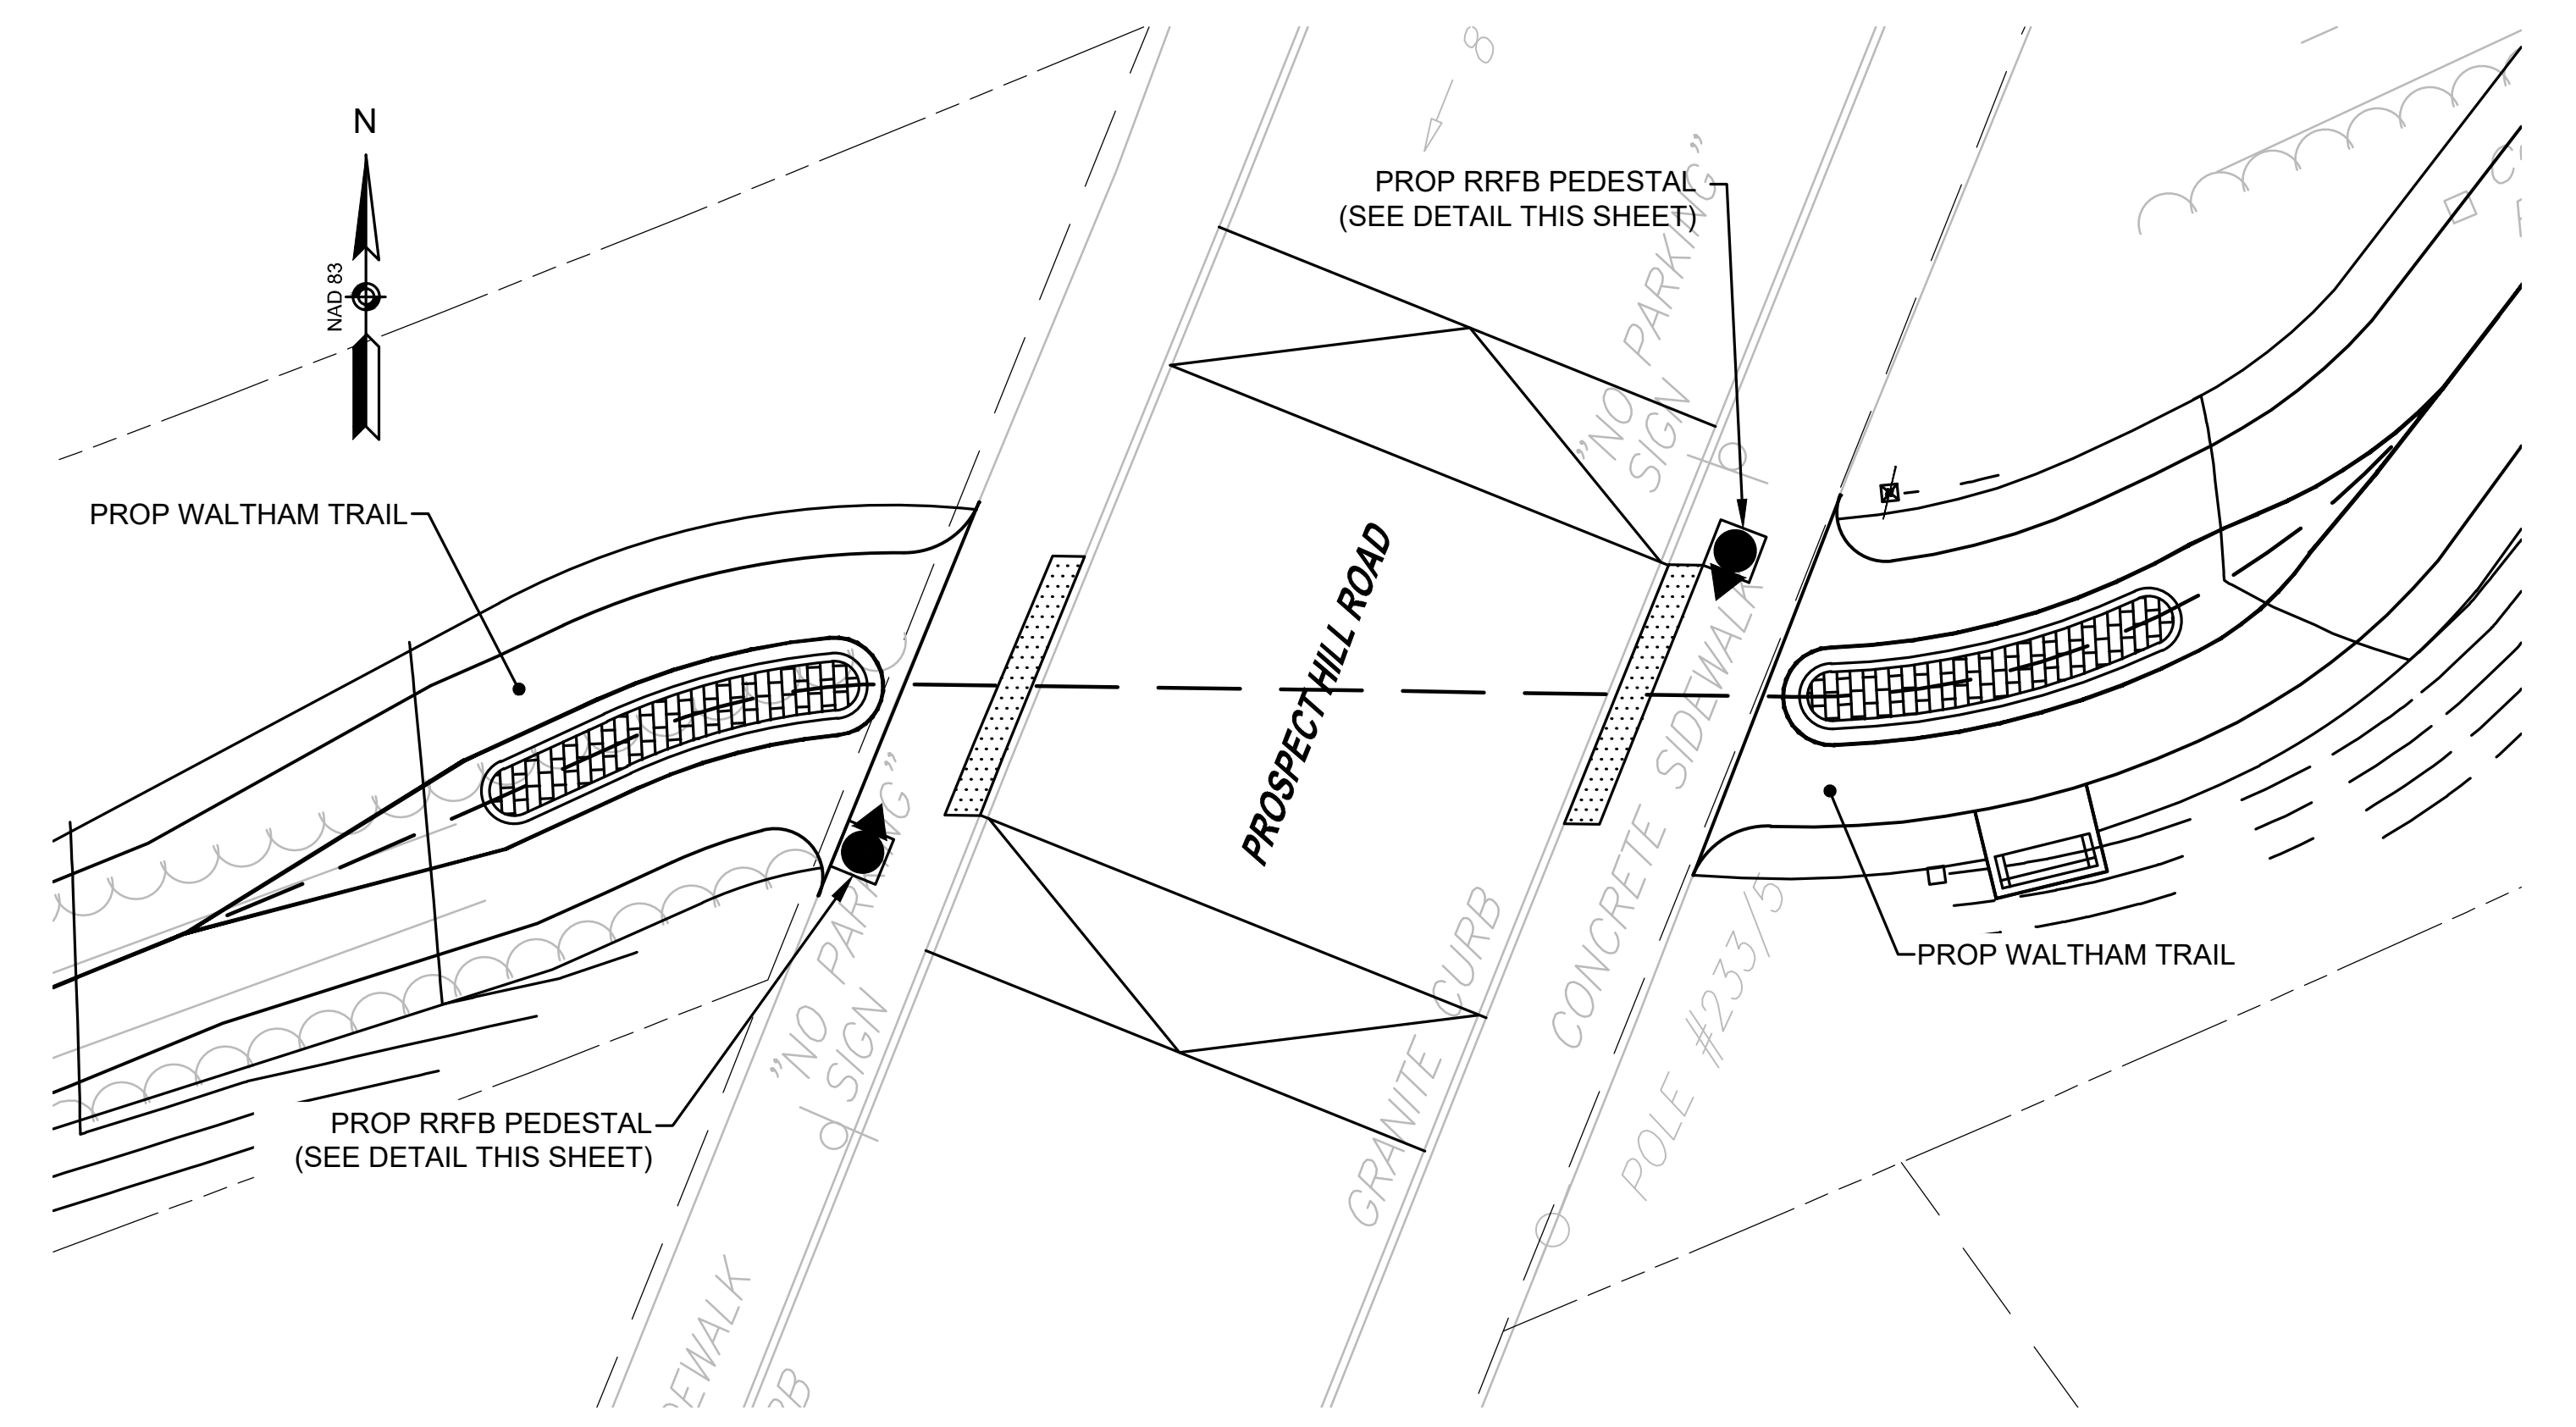 N
NAD 83
8
PROP RRFB PEDESTAL
(SEE DETAIL THIS SHEET)
"NO PARKING"
SIGN
PROP WALTHAM TRAIL
PROSPECT HILL ROAD
CONCRETE SIDEWALK
"NO PARKING"
SIGN
GRANITE CURB
POLE #233/5
PROP WALTHAM TRAIL
PROP RRFB PEDESTAL
(SEE DETAIL THIS SHEET)
EWALK
RB